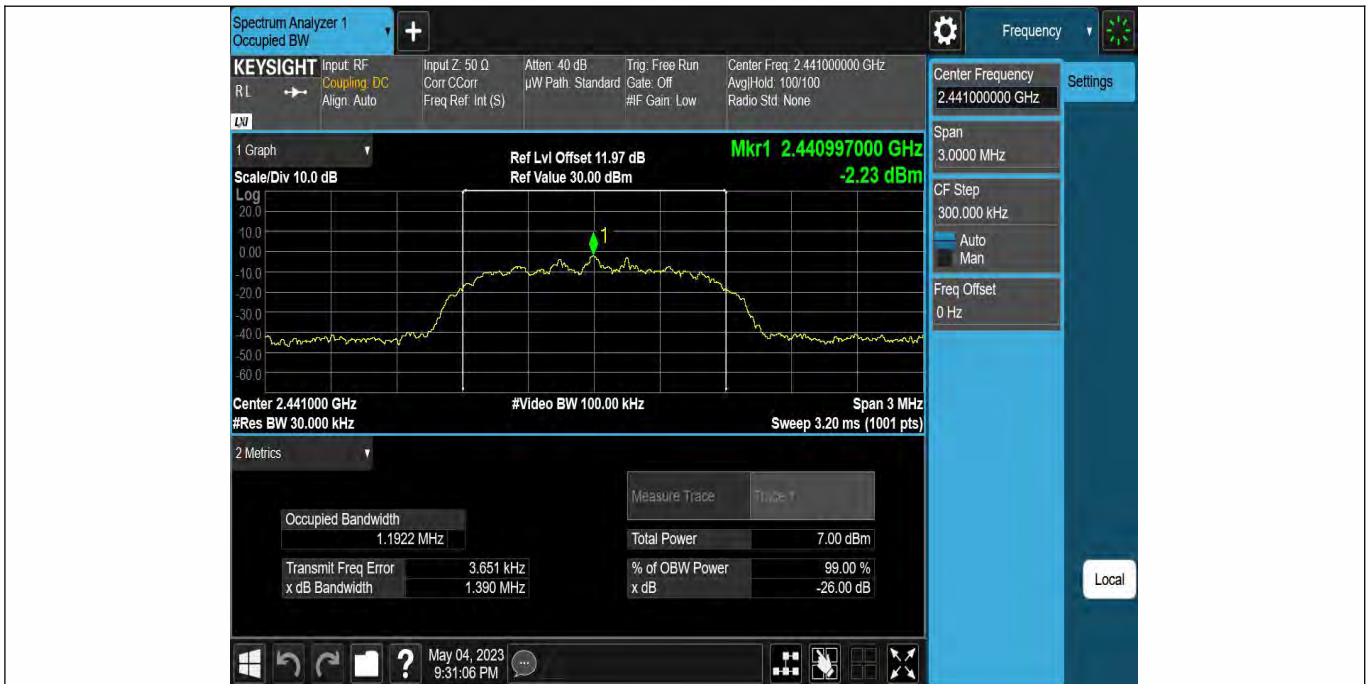 Spectrum Analyzer 1
Occupied BW
+
Frequency
KEYSIGHT
RL
LXI
Input: RF
Coupling: DC
Align: Auto
Input Z: 50 Ω
Corr CCorr
Freq Ref: Int (S)
Atten: 40 dB
µW Path: Standard
Trig: Free Run
Gate: Off
#IF Gain: Low
Center Freq: 2.441000000 GHz
Avg|Hold: 100/100
Radio Std: None
Center Frequency
2.441000000 GHz
Settings
Span
3.0000 MHz
CF Step
300.000 kHz
Auto
Man
Freq Offset
0 Hz
1 Graph
Scale/Div 10.0 dB
Ref Lvl Offset 11.97 dB
Ref Value 30.00 dBm
Mkr1 2.440997000 GHz
-2.23 dBm
Log
20.0
10.0
0.00
-10.0
-20.0
-30.0
-40.0
-50.0
-60.0
1
Center 2.441000 GHz
#Video BW 100.00 kHz
Span 3 MHz
#Res BW 30.000 kHz
Sweep 3.20 ms (1001 pts)
2 Metrics
Measure Trace
Occupied Bandwidth
1.1922 MHz
Total Power 7.00 dBm
Transmit Freq Error 3.651 kHz
% of OBW Power 99.00 %
x dB Bandwidth 1.390 MHz
x dB -26.00 dB
Local
?
May 04, 2023
9:31:06 PM